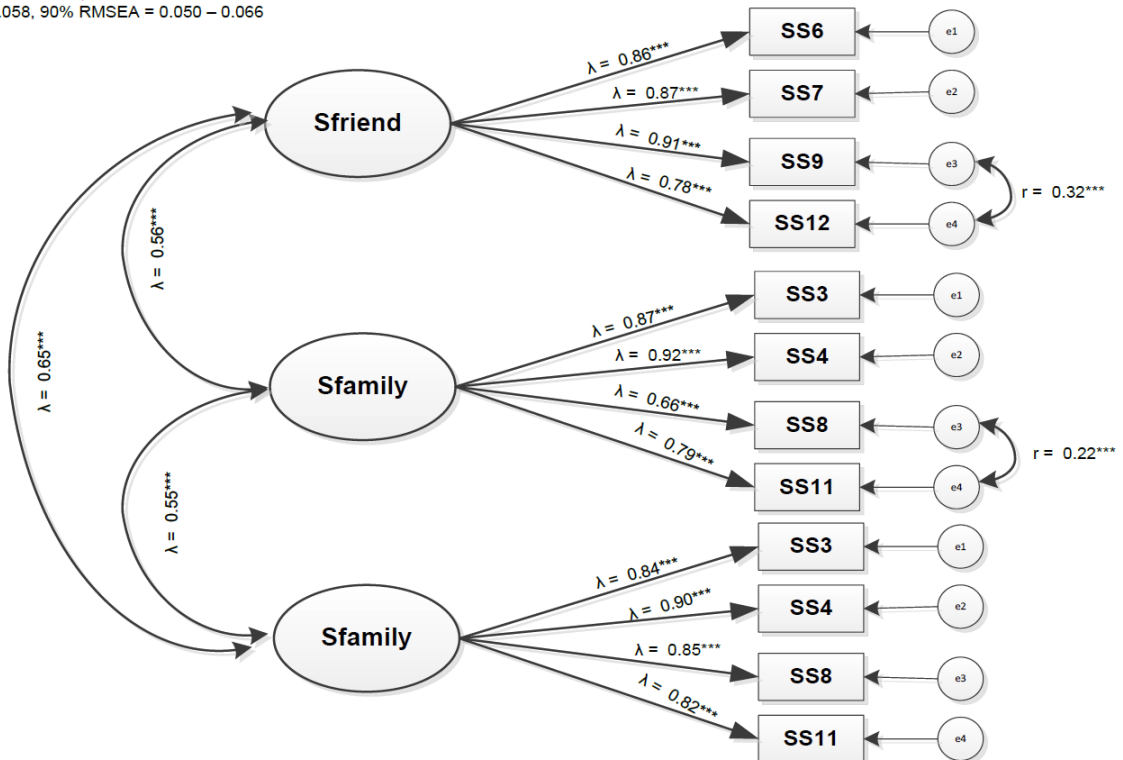 .058, 90% RMSEA = 0.050 – 0.066
Sfriend
λ = 0.86***
λ = 0.87***
λ = 0.91***
λ = 0.78***
SS6
SS7
SS9
SS12
e1
e2
e3
e4
r = 0.32***
λ = 0.56***
λ = 0.65***
Sfamily
λ = 0.87***
λ = 0.92***
λ = 0.66***
λ = 0.79***
SS3
SS4
SS8
SS11
e1
e2
e3
e4
r = 0.22***
λ = 0.55***
Sfamily
λ = 0.84***
λ = 0.90***
λ = 0.85***
λ = 0.82***
SS3
SS4
SS8
SS11
e1
e2
e3
e4